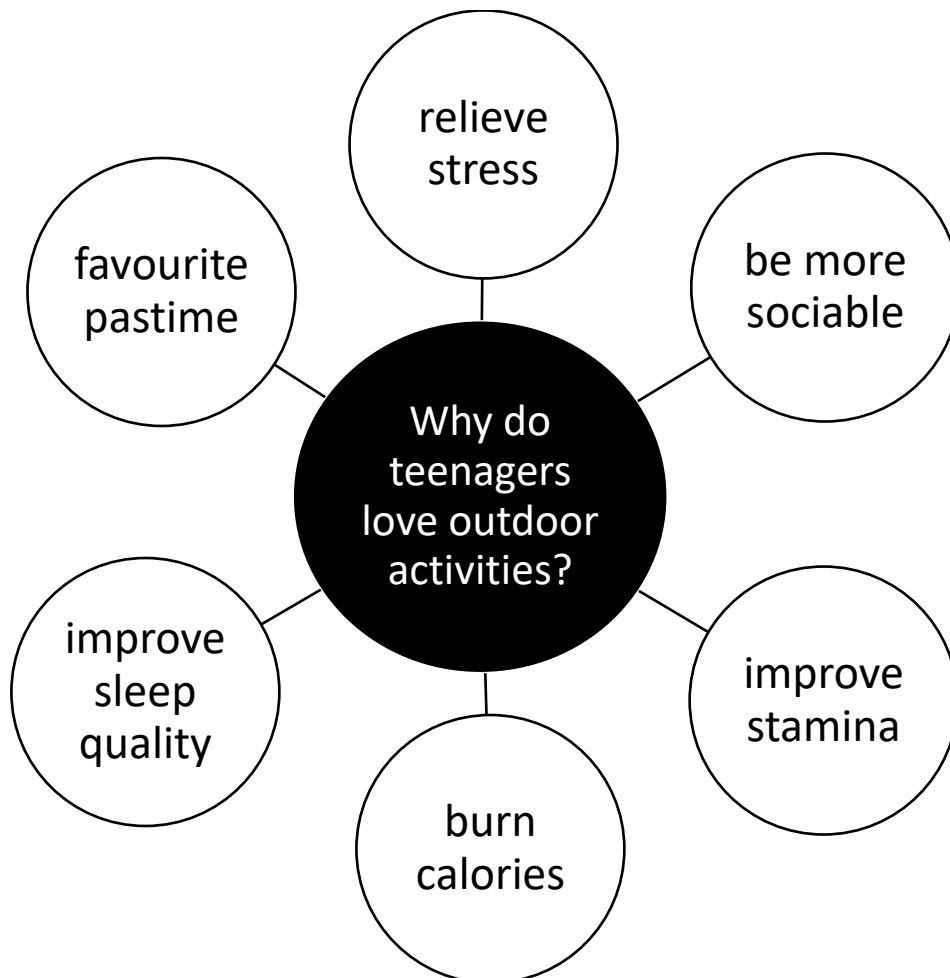 relieve
stress
be more
sociable
favourite
pastime
Why do
teenagers
love outdoor
activities?
improve
sleep
quality
improve
stamina
burn
calories